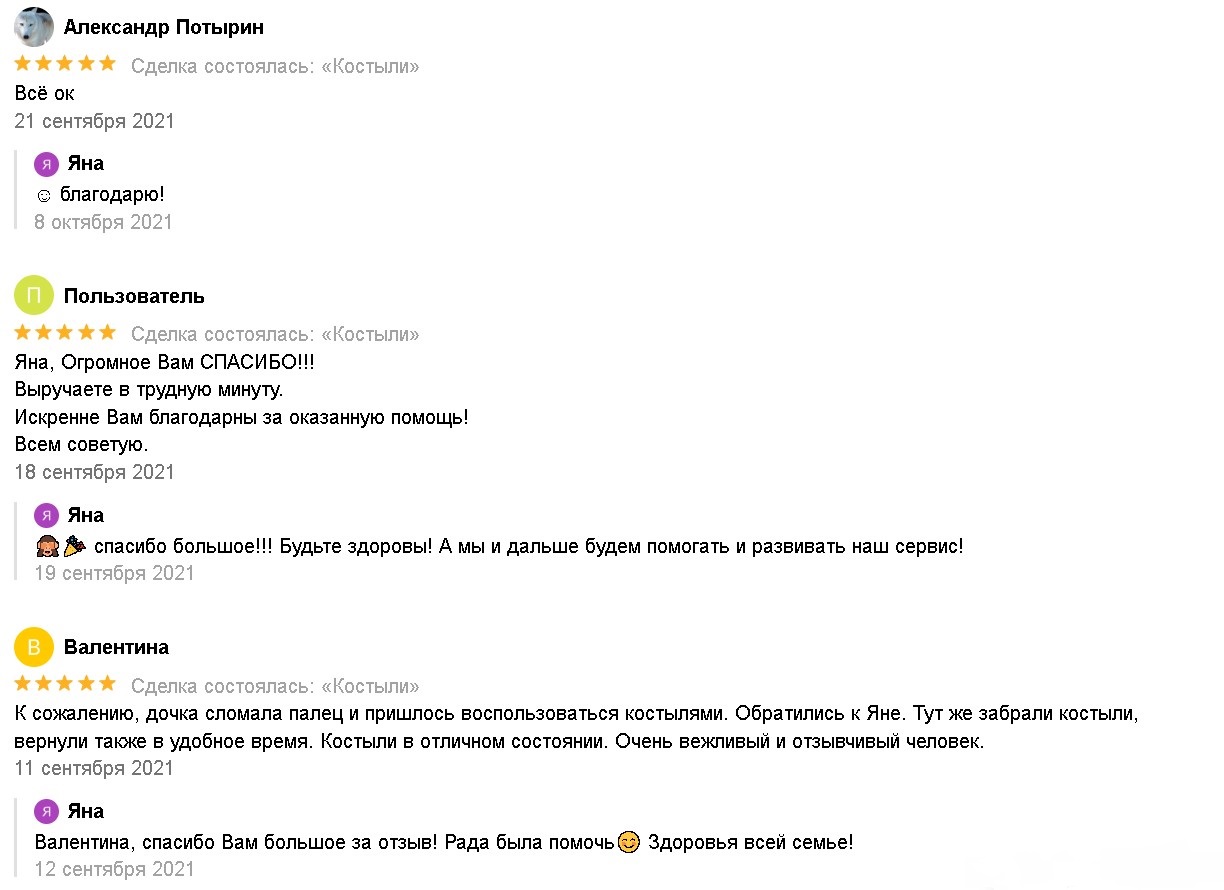 Александр Потырин
Сделка состоялась: «Костыли»
Всё ок
21 сентября 2021
Я Яна
☺ благодарю!
8 октября 2021
П Пользователь
Сделка состоялась: «Костыли»
Яна, Огромное Вам СПАСИБО!!!
Выручаете в трудную минуту.
Искренне Вам благодарны за оказанную помощь!
Всем советую.
18 сентября 2021
Я Яна
🙈🎉 спасибо большое!!! Будьте здоровы! А мы и дальше будем помогать и развивать наш сервис!
19 сентября 2021
В Валентина
Сделка состоялась: «Костыли»
К сожалению, дочка сломала палец и пришлось воспользоваться костылями. Обратились к Яне. Тут же забрали костыли,
вернули также в удобное время. Костыли в отличном состоянии. Очень вежливый и отзывчивый человек.
11 сентября 2021
Я Яна
Валентина, спасибо Вам большое за отзыв! Рада была помочь😊 Здоровья всей семье!
12 сентября 2021